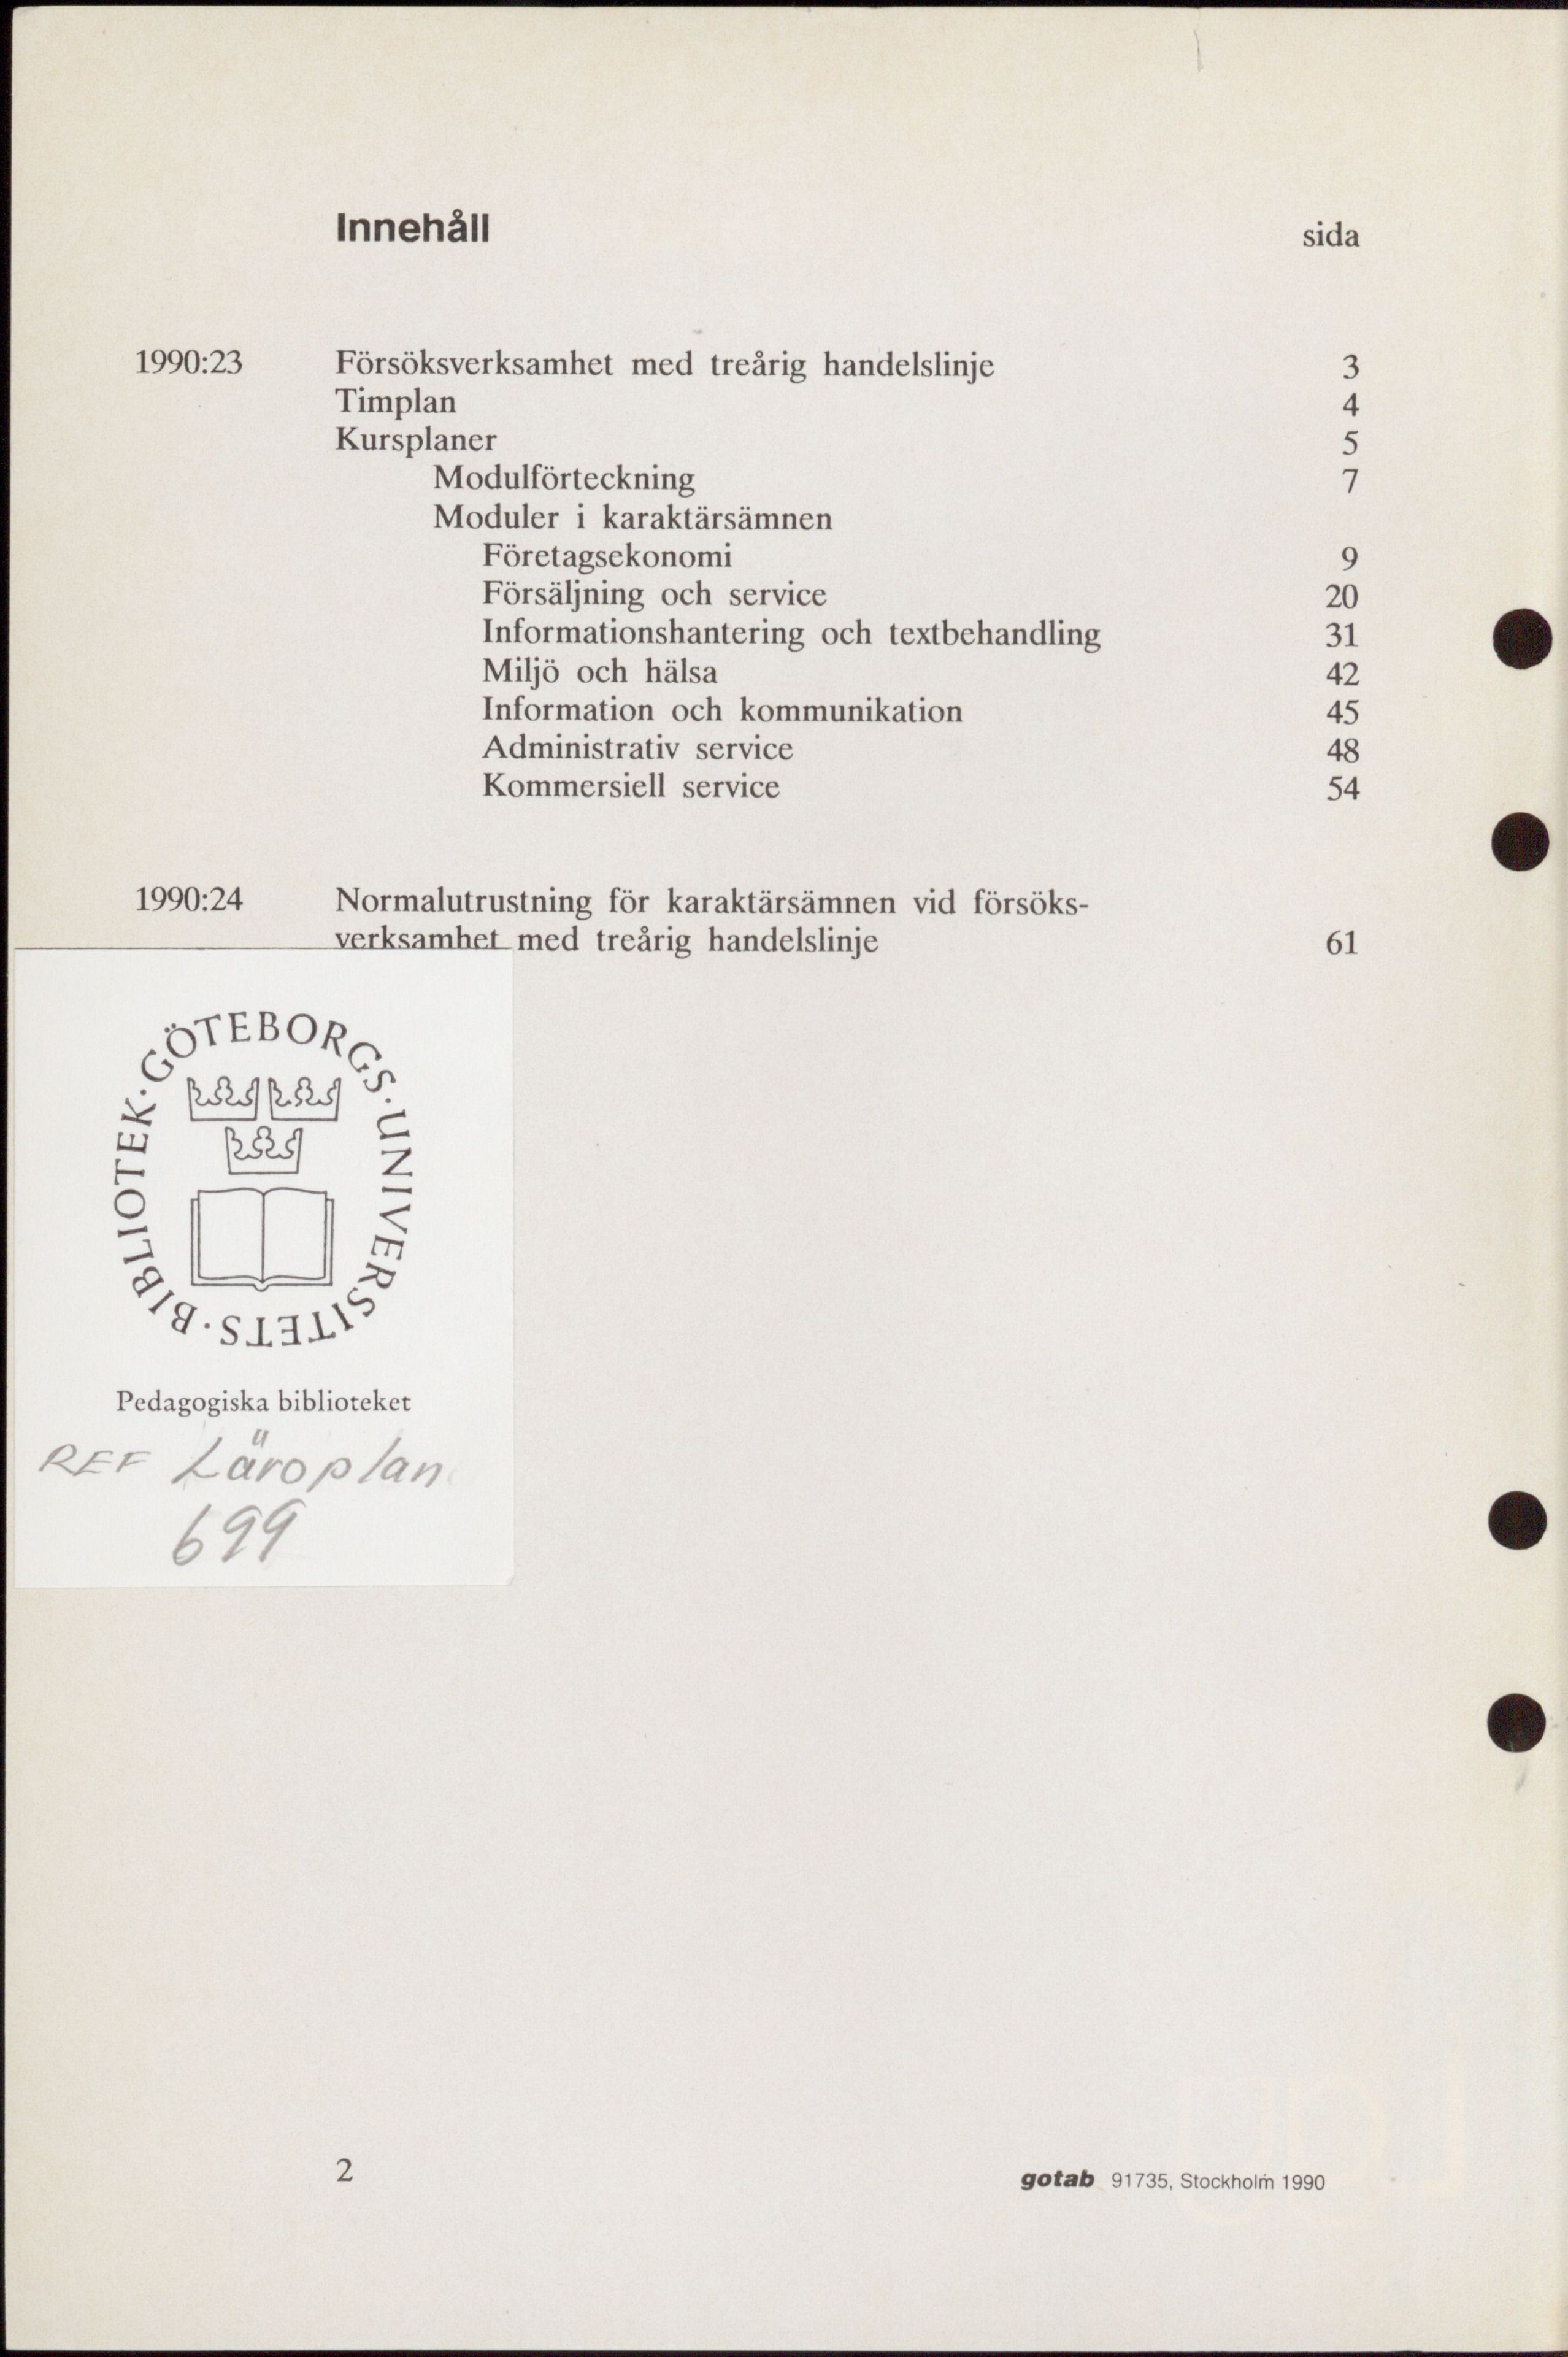 Innehåll sida
1990:23 Försöksverksamhet med treårig handelslinje 3
Timplan 4
Kursplaner 5
Modulförteckning 7
Moduler i karaktärsämnen
Företagsekonomi 9
Försäljning och service 20
Informationshantering och textbehandling 31
Miljö och hälsa 42
Information och kommunikation 45
Administrativ service 48
Kommersiell service 54
1990:24 Normalutrustning för karaktärsämnen vid försöks-
verksamhet med treårig handelslinje 61
GÖTEBORGS·UNIVERSITETS·BIBLIOTEK·
Pedagogiska biblioteket
REF Läroplan
699
2
gotab 91735, Stockholm 1990